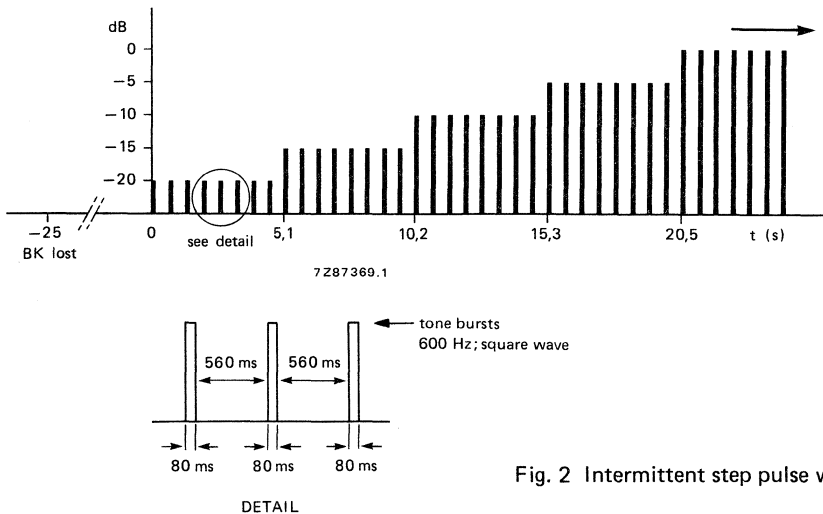 dB
0
−5
−10
−15
−20
−25
BK lost
0
see detail
5,1
10,2
15,3
20,5
t (s)
7Z87369.1
tone bursts
600 Hz; square wave
560 ms
560 ms
80 ms
80 ms
80 ms
DETAIL
Fig. 2 Intermittent step pulse